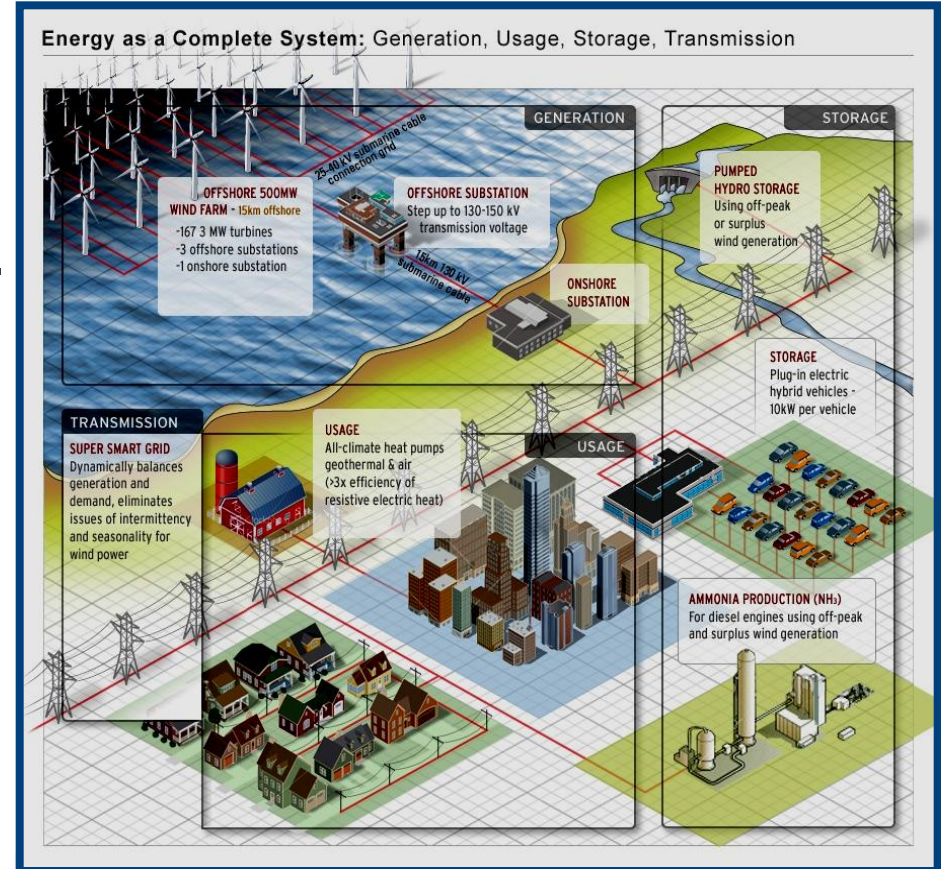 Energy as a Complete System: Generation, Usage, Storage, Transmission
GENERATION
25-40 kV submarine cable
connection grid
OFFSHORE 500MW
WIND FARM - 15km offshore
-167 3 MW turbines
-3 offshore substations
-1 onshore substation
OFFSHORE SUBSTATION
Step up to 130-150 kV
transmission voltage
15km 130 kV
submarine cable
ONSHORE
SUBSTATION
STORAGE
PUMPED
HYDRO STORAGE
Using off-peak
or surplus
wind generation
STORAGE
Plug-in electric
hybrid vehicles -
10kW per vehicle
TRANSMISSION
SUPER SMART GRID
Dynamically balances
generation and
demand, eliminates
issues of intermittency
and seasonality for
wind power
USAGE
USAGE
All-climate heat pumps
geothermal & air
(>3x efficiency of
resistive electric heat)
AMMONIA PRODUCTION (NH₃)
For diesel engines using off-peak
and surplus wind generation